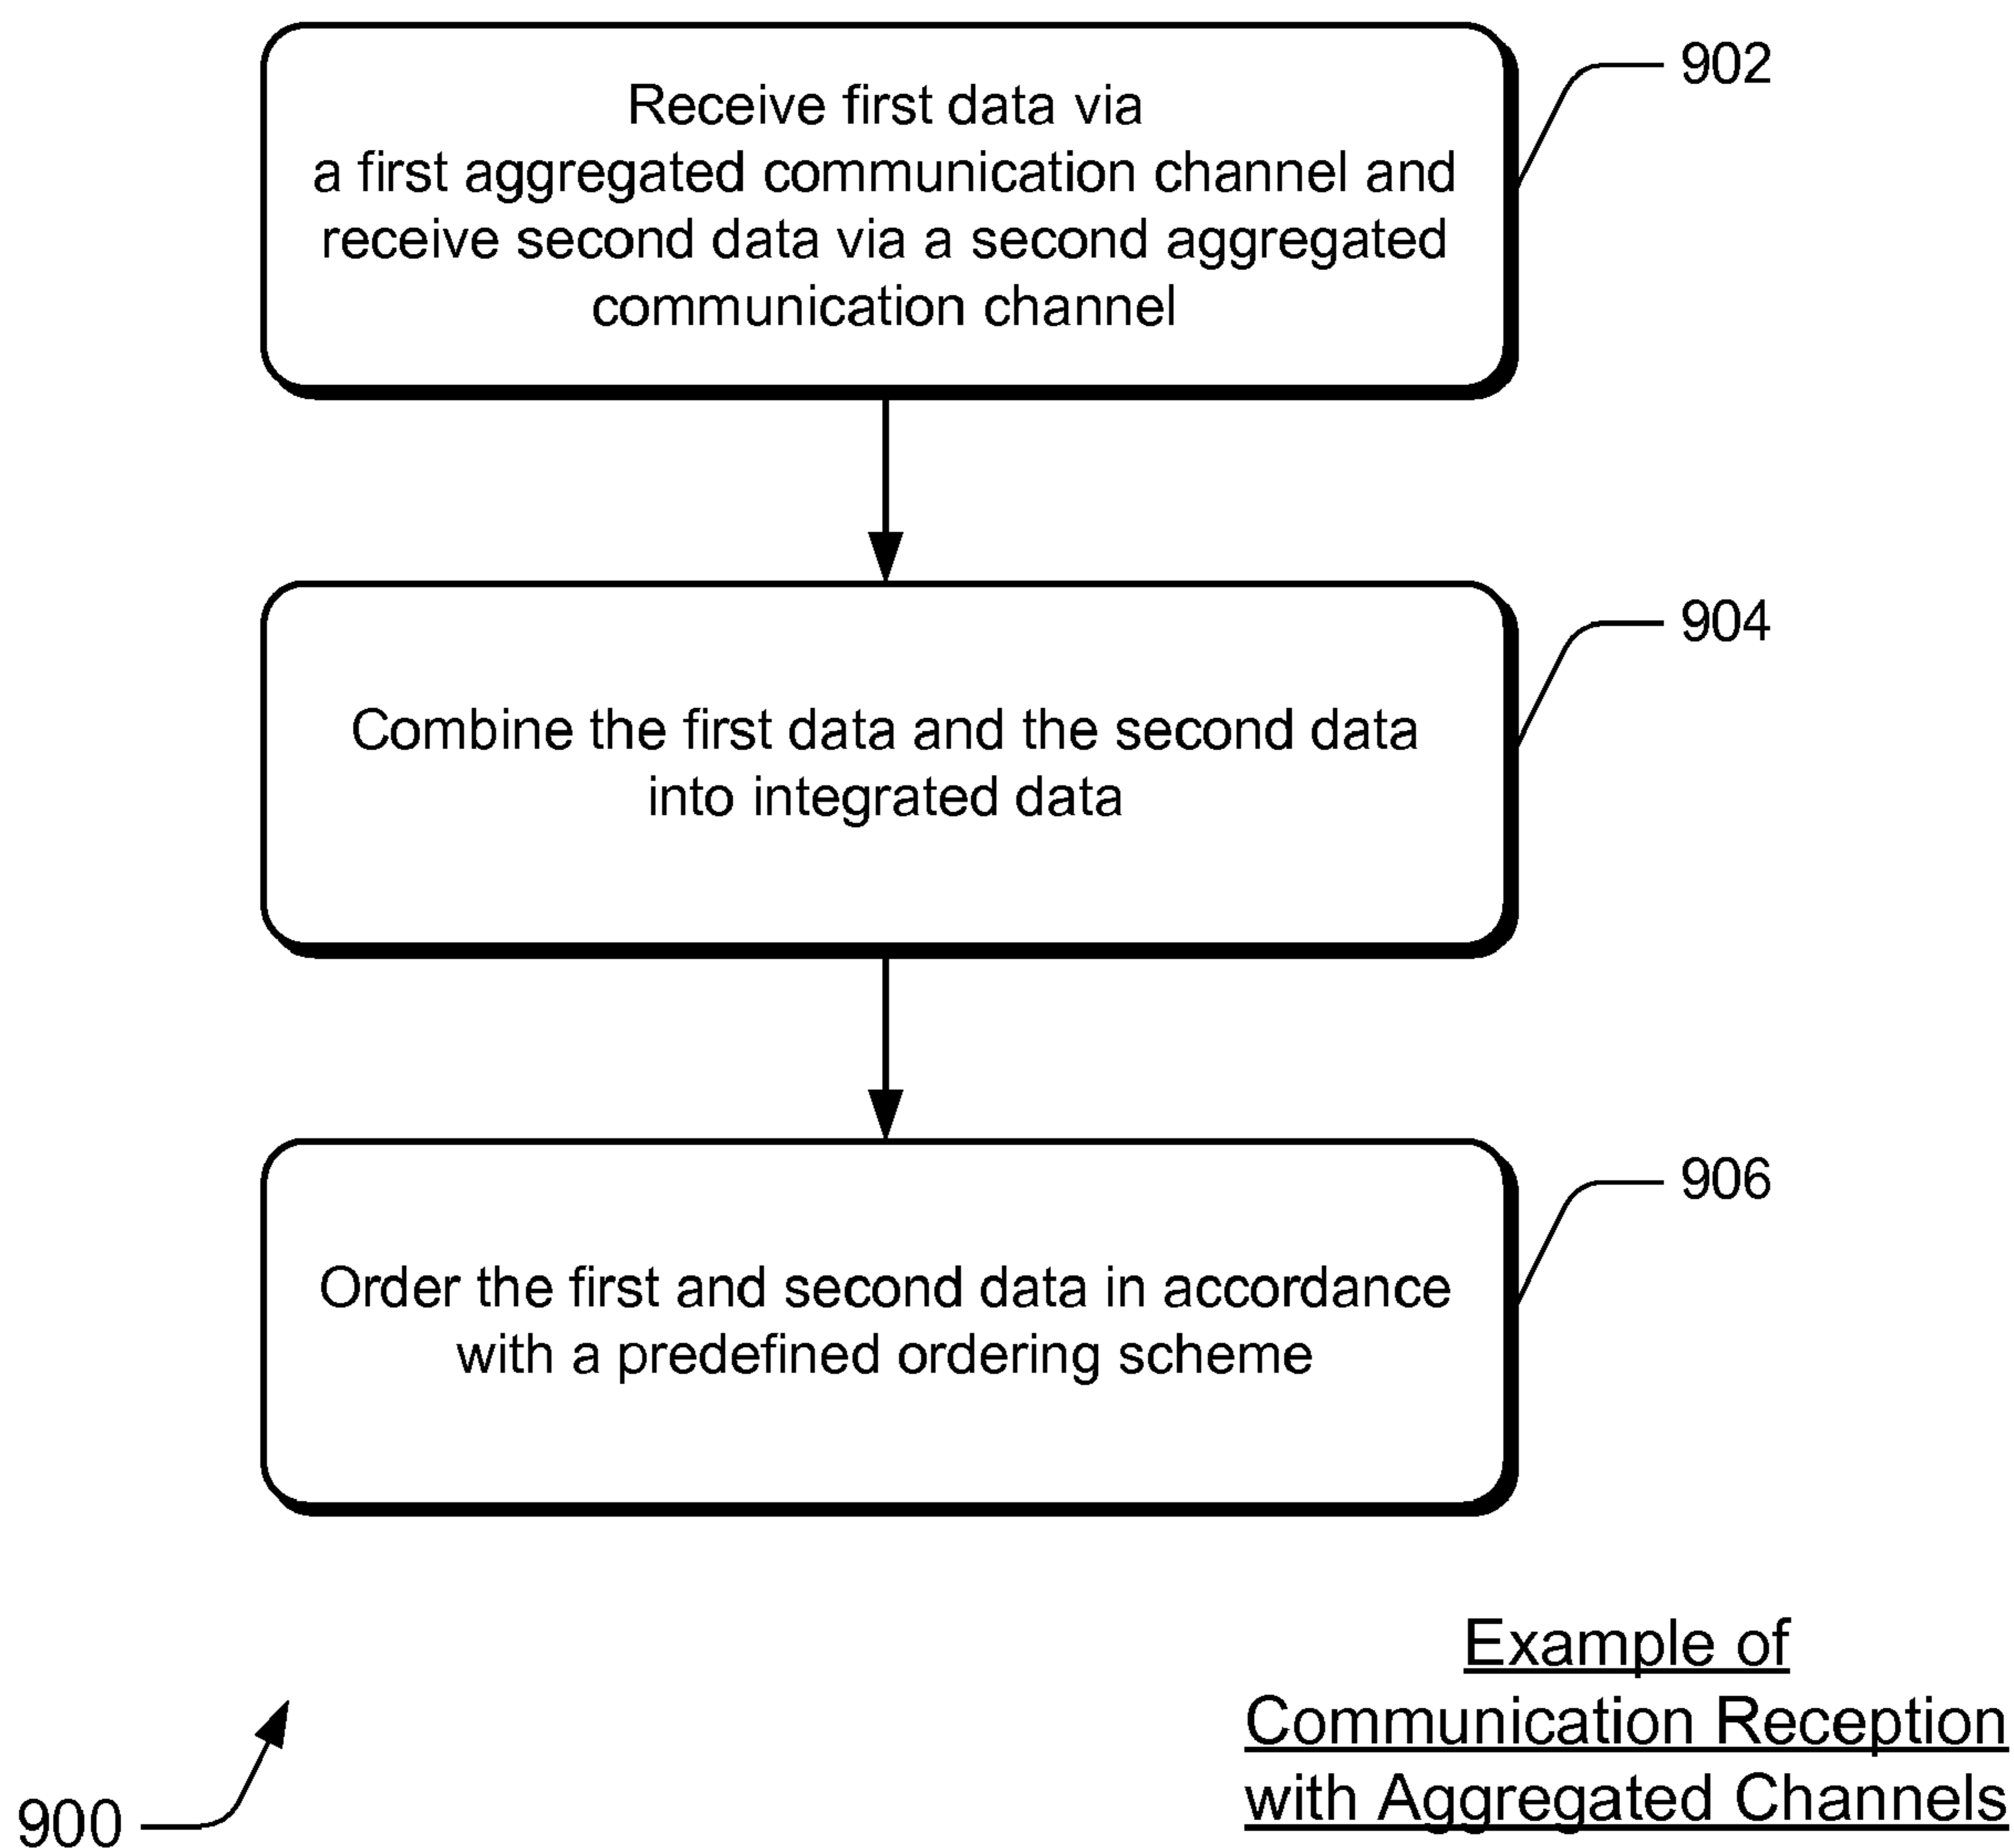 Receive first data via
a first aggregated communication channel and
receive second data via a second aggregated
communication channel
902
Combine the first data and the second data
into integrated data
904
Order the first and second data in accordance
with a predefined ordering scheme
906
Example of
Communication Reception
with Aggregated Channels
900